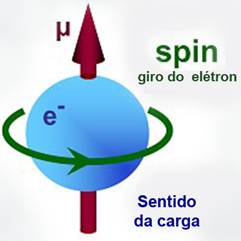 μ
spin
giro do elétron
e-
Sentido
da carga